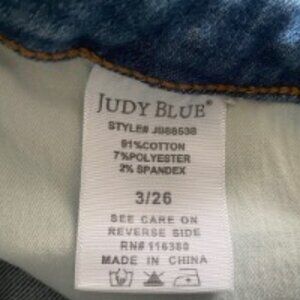 JUDY BLUE®
STYLE# JB88538
91%COTTON
7%POLYESTER
2% SPANDEX
3/26
SEE CARE ON
REVERSE SIDE
RN# 116380
MADE IN CHINA